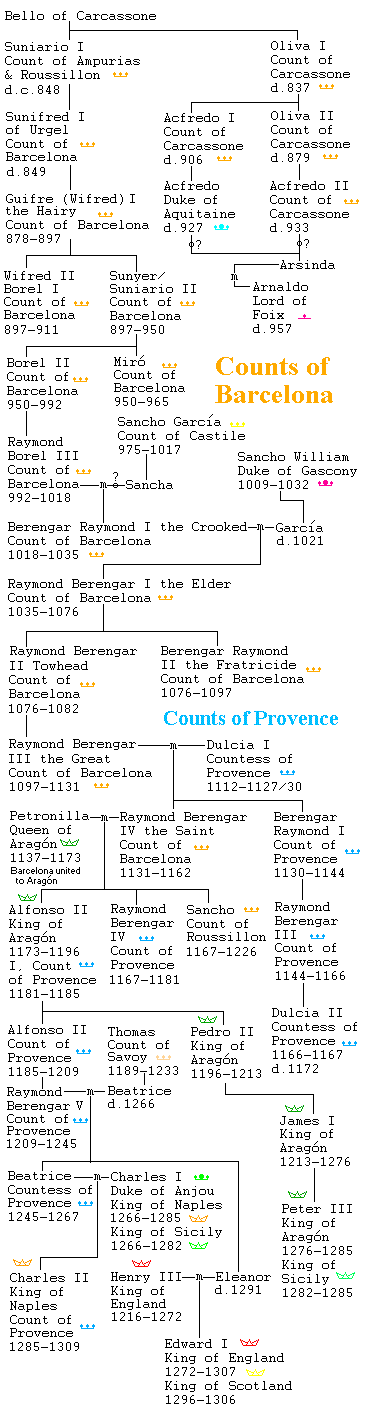 Bello of Carcassone
Suniario I
Count of Ampurias
& Roussillon
d.c.848
Oliva I
Count of
Carcassone
d.837
Sunifred I
of Urgel
Count of
Barcelona
d.849
Acfredo I
Count of
Carcassone
d.906
Oliva II
Count of
Carcassone
d.879
Guifre (Wifred) I
the Hairy
Count of Barcelona
878–897
Acfredo
Duke of
Aquitaine
d.927
Acfredo II
Count of
Carcassone
d.933
?
?
Arsinda
m
Arnaldo
Lord of
Foix
d.957
Wifred II
Borel I
Count of
Barcelona
897-911
Sunyer/
Suniario II
Count of
Barcelona
897-950
Borel II
Count of
Barcelona
950-992
Miró
Count of
Barcelona
950-965
Counts of
Barcelona
Sancho García
Count of Castile
975-1017
Raymond
Borel III
Count of
Barcelona
992-1018
m
?
Sancha
Sancho William
Duke of Gascony
1009-1032
Berengar Raymond I the Crooked
Count of Barcelona
1018-1035
m
García
d.1021
Raymond Berengar I the Elder
Count of Barcelona
1035-1076
Raymond Berengar
II Towhead
Count of
Barcelona
1076-1082
Berengar Raymond
II the Fratricide
Count of Barcelona
1076-1097
Counts of Provence
Raymond Berengar
III the Great
Count of Barcelona
1097-1131
m
Dulcia I
Countess of
Provence
1112-1127/30
Petronilla
Queen of
Aragón
1137-1173
Barcelona united
to Aragón
m
Raymond Berengar
IV the Saint
Count of
Barcelona
1131-1162
Berengar
Raymond I
Count of
Provence
1130-1144
Alfonso II
King of
Aragón
1173-1196
I, Count
of Provence
1181-1185
Raymond
Berengar
IV
Count of
Provence
1167-1181
Sancho
Count of
Roussillon
1167-1226
Raymond
Berengar
III
Count of
Provence
1144-1166
Alfonso II
Count of
Provence
1185-1209
Thomas
Count of
Savoy
1189-1233
Pedro II
King of
Aragón
1196-1213
Dulcia II
Countess of
Provence
1166-1167
d.1172
Raymond
Berengar V
Count of
Provence
1209-1245
m
Beatrice
d.1266
James I
King of
Aragón
1213-1276
Beatrice
Countess of
Provence
1245-1267
m
Charles I
Duke of Anjou
King of Naples
1266-1285
King of Sicily
1266-1282
Peter III
King of
Aragón
1276-1285
King of
Sicily
1282-1285
Charles II
King of
Naples
Count of
Provence
1285-1309
Henry III
King of
England
1216-1272
m
Eleanor
d.1291
Edward I
King of England
1272-1307
King of Scotland
1296-1306